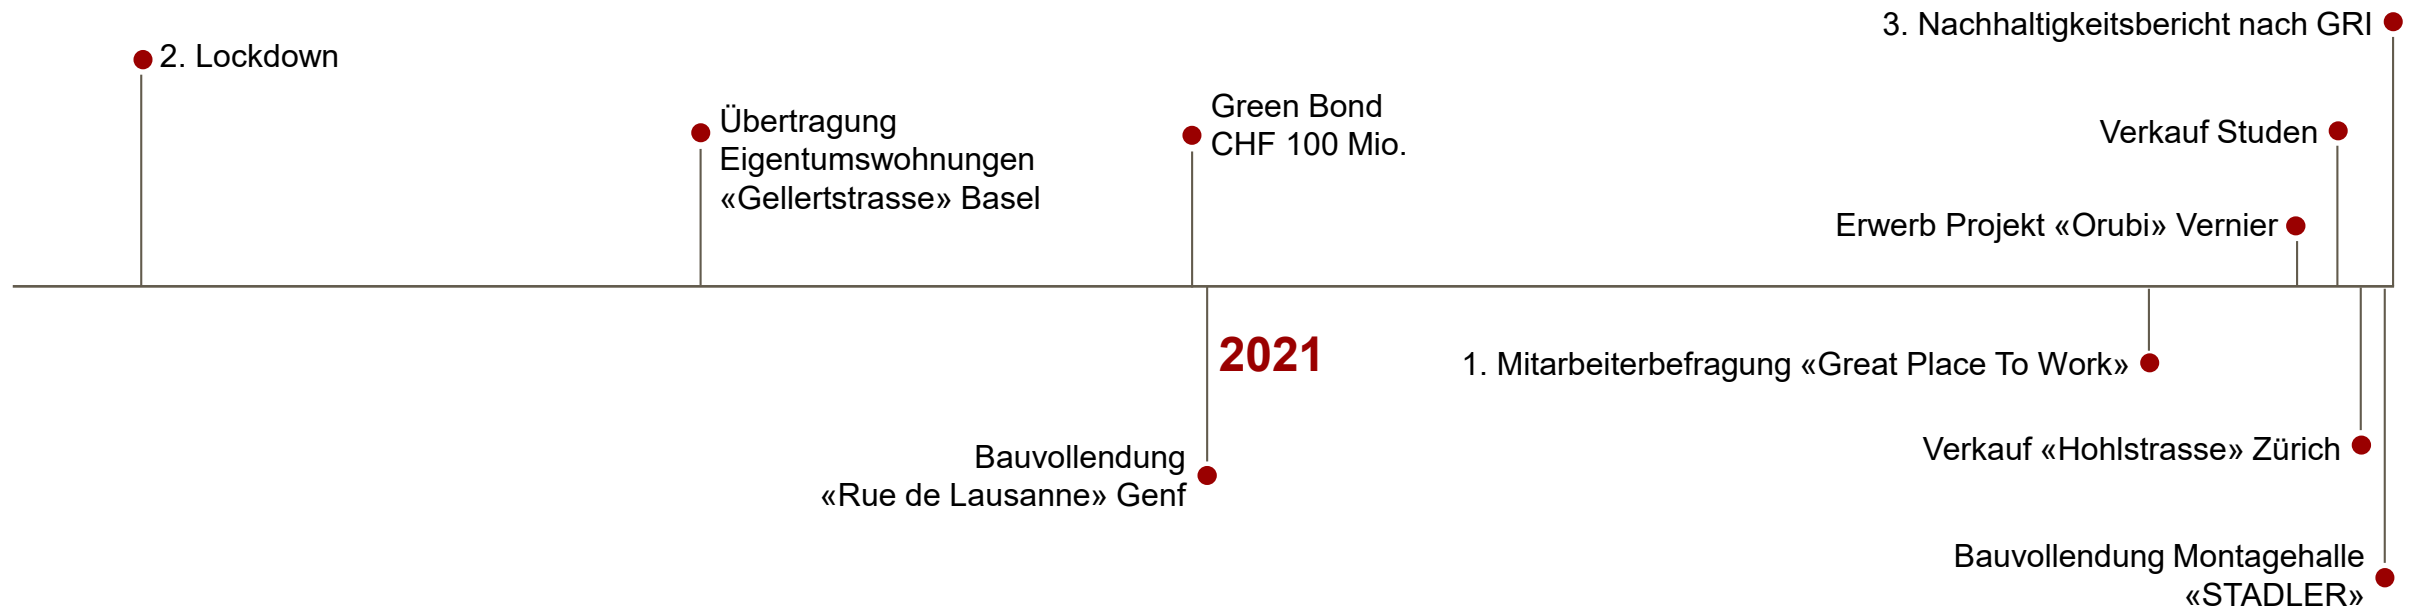 3. Nachhaltigkeitsbericht nach GRI
2. Lockdown
Übertragung
Eigentumswohnungen
«Gellertstrasse» Basel
Green Bond
CHF 100 Mio.
Verkauf Studen
Erwerb Projekt «Orubi» Vernier
2021
1. Mitarbeiterbefragung «Great Place To Work»
Bauvollendung
«Rue de Lausanne» Genf
Verkauf «Hohlstrasse» Zürich
Bauvollendung Montagehalle
«STADLER»